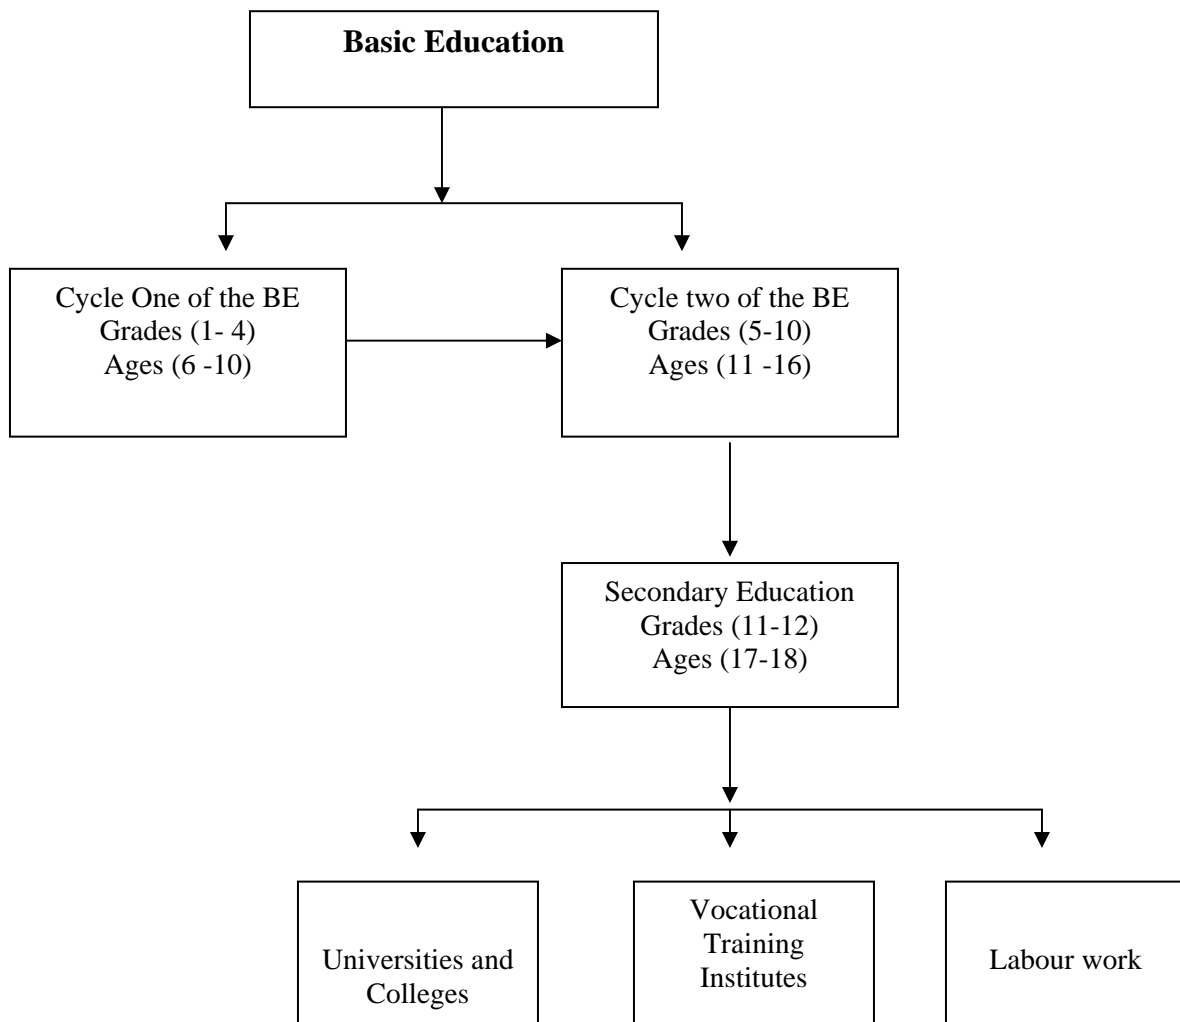 Basic Education
Cycle One of the BE
Grades (1- 4)
Ages (6 -10)
Cycle two of the BE
Grades (5-10)
Ages (11 -16)
Secondary Education
Grades (11-12)
Ages (17-18)
Universities and
Colleges
Vocational
Training
Institutes
Labour work